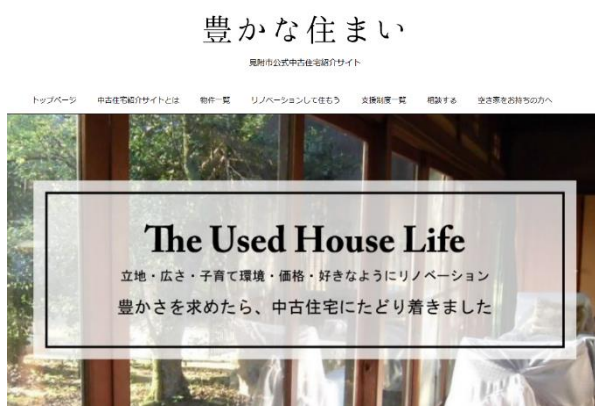 豊かな住まい
見附市公式中古住宅紹介サイト
トップページ 中古住宅紹介サイトとは 物件一覧 リノベーションして住もう 支援制度一覧 相談する 空き家をお持ちの方へ
The Used House Life
立地・広さ・子育て環境・価格・好きなようにリノベーション
豊かさを求めたら、中古住宅にたどり着きました